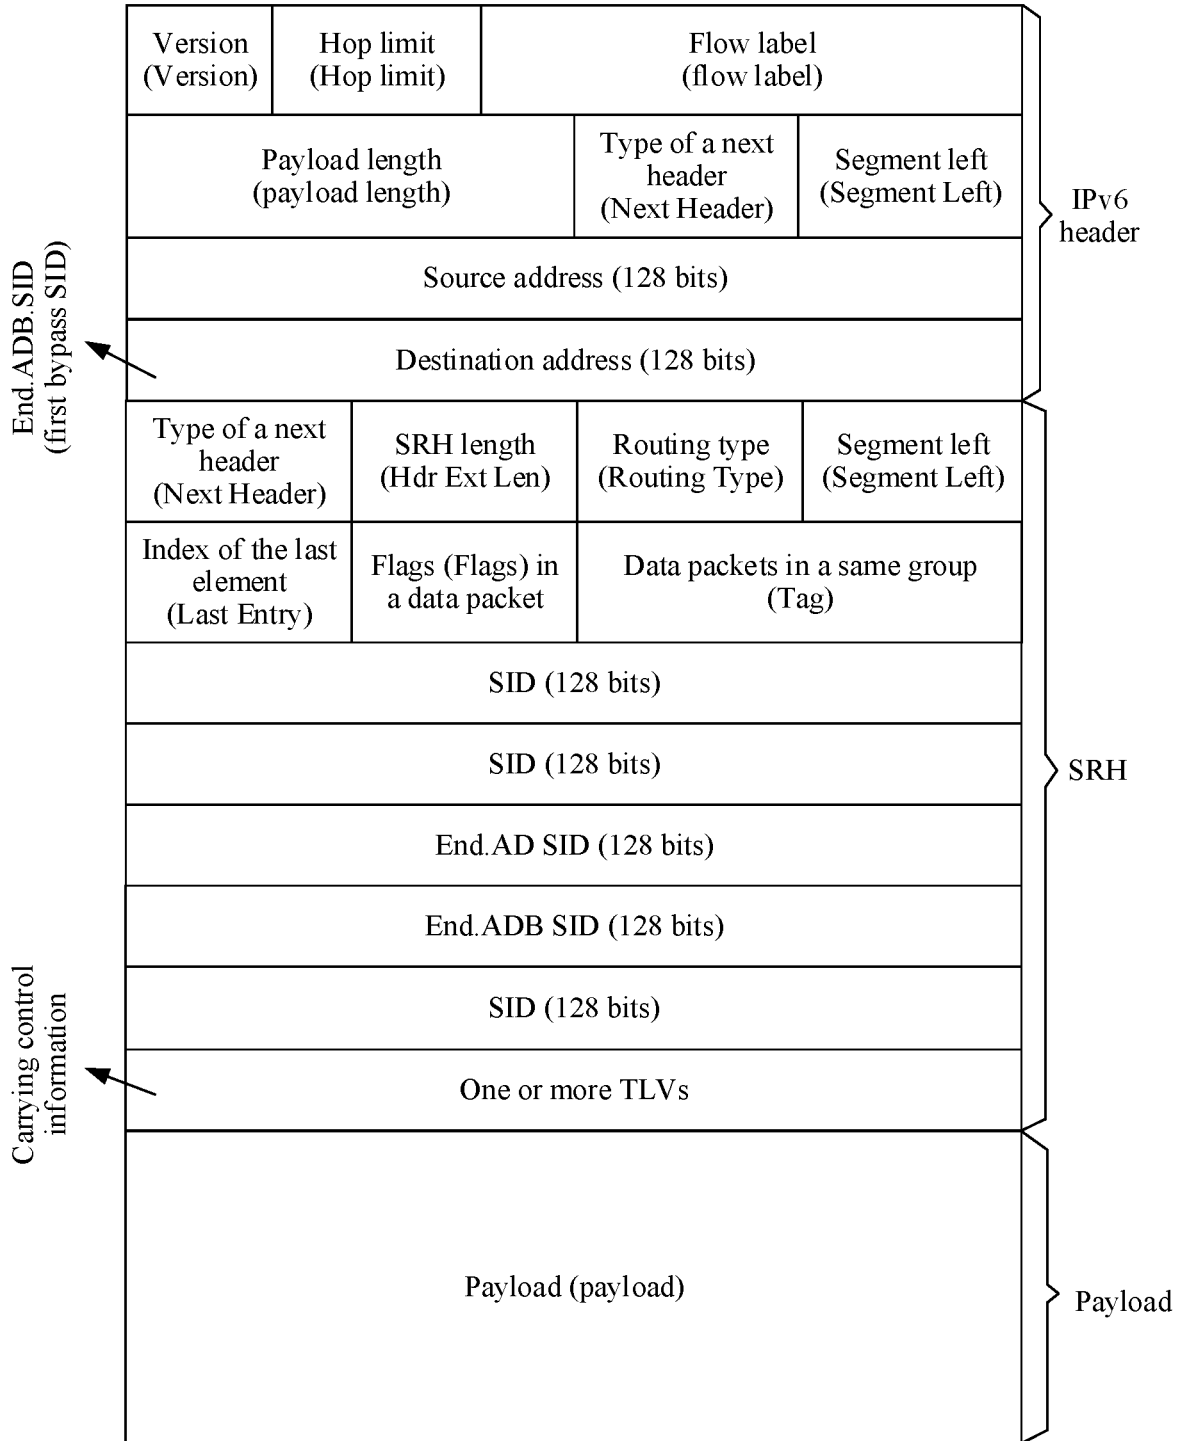 Version
(Version)
Hop limit
(Hop limit)
Flow label
(flow label)
Payload length
(payload length)
Type of a next
header
(Next Header)
Segment left
(Segment Left)
IPv6
header
Source address (128 bits)
End.ADB.SID
(first bypass SID)
Destination address (128 bits)
Type of a next
header
(Next Header)
SRH length
(Hdr Ext Len)
Routing type
(Routing Type)
Segment left
(Segment Left)
Index of the last
element
(Last Entry)
Flags (Flags) in
a data packet
Data packets in a same group
(Tag)
SID (128 bits)
SID (128 bits)
SRH
End.AD SID (128 bits)
End.ADB SID (128 bits)
SID (128 bits)
Carrying control
information
One or more TLVs
Payload (payload)
Payload